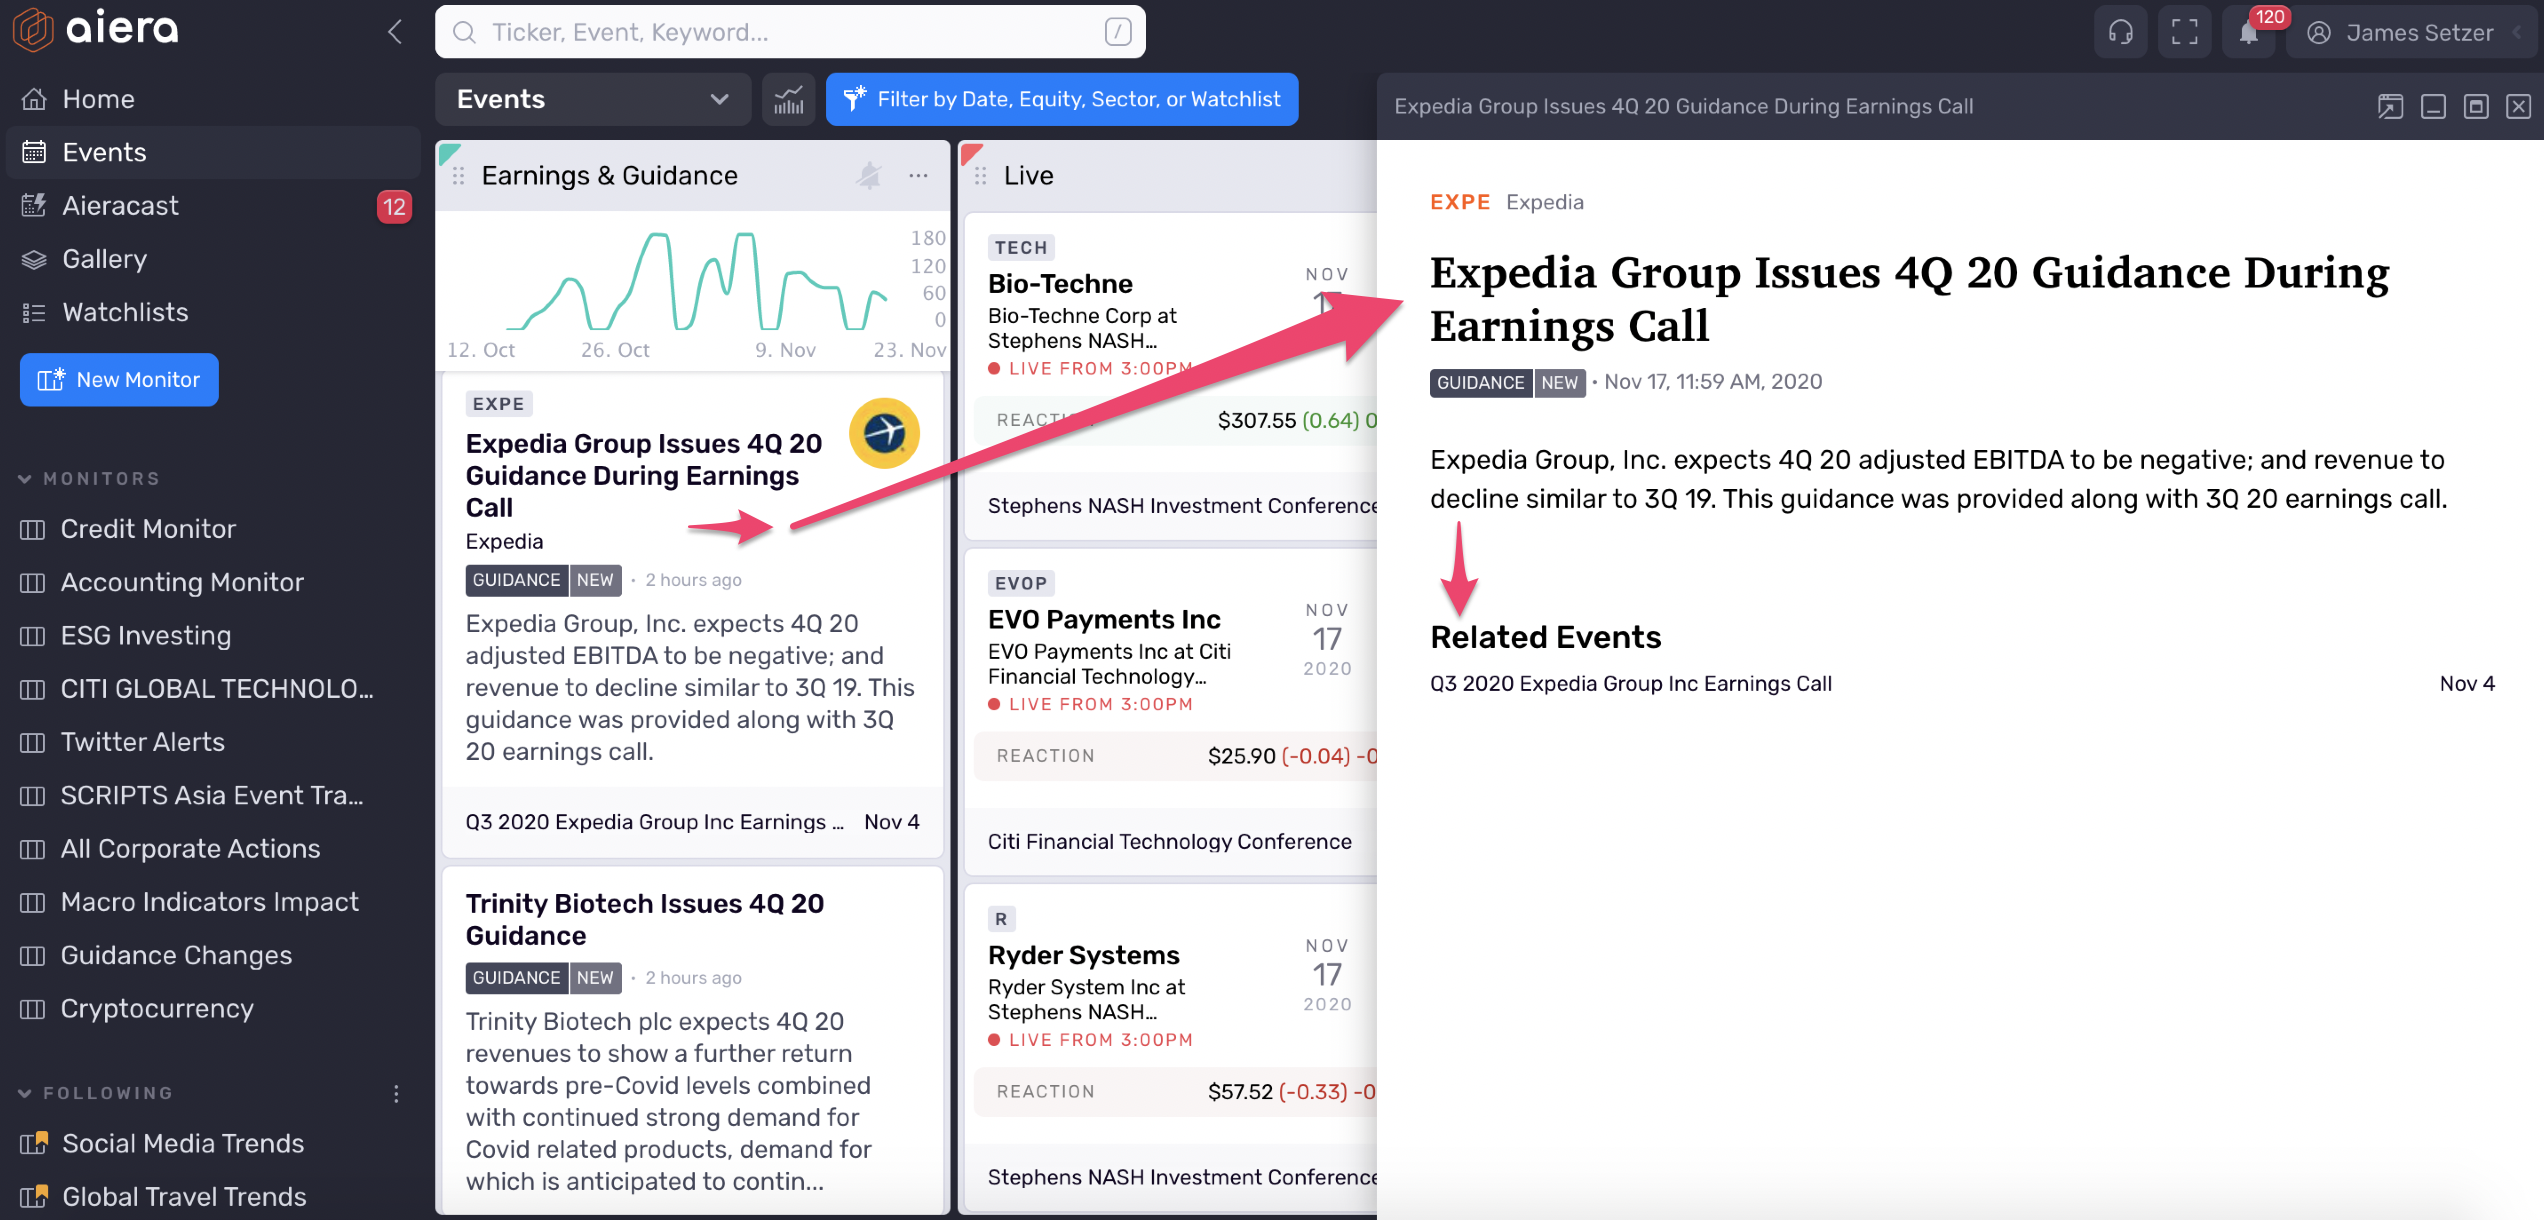 aiera
Ticker, Event, Keyword...
/
120
James Setzer
Home
Events
Aieracast
12
Gallery
Watchlists
New Monitor
MONITORS
Credit Monitor
Accounting Monitor
ESG Investing
CITI GLOBAL TECHNOLO...
Twitter Alerts
SCRIPTS Asia Event Tra...
All Corporate Actions
Macro Indicators Impact
Guidance Changes
Cryptocurrency
FOLLOWING
Social Media Trends
Global Travel Trends
Events
Filter by Date, Equity, Sector, or Watchlist
Earnings & Guidance
180
120
60
0
12. Oct
26. Oct
9. Nov
23. Nov
EXPE
Expedia Group Issues 4Q 20
Guidance During Earnings
Call
Expedia
GUIDANCE NEW · 2 hours ago
Expedia Group, Inc. expects 4Q 20
adjusted EBITDA to be negative; and
revenue to decline similar to 3Q 19. This
guidance was provided along with 3Q
20 earnings call.
Q3 2020 Expedia Group Inc Earnings ... Nov 4
Trinity Biotech Issues 4Q 20
Guidance
GUIDANCE NEW · 2 hours ago
Trinity Biotech plc expects 4Q 20
revenues to show a further return
towards pre-Covid levels combined
with continued strong demand for
Covid related products, demand for
which is anticipated to contin...
Live
TECH
Bio-Techne
Bio-Techne Corp at
Stephens NASH...
LIVE FROM 3:00PM
NOV
$307.55 (0.64) 0
Stephens NASH Investment Conference
EVOP
EVO Payments Inc
EVO Payments Inc at Citi
Financial Technology...
LIVE FROM 3:00PM
NOV
17
2020
REACTION $25.90 (-0.04) -0
Citi Financial Technology Conference
R
Ryder Systems
Ryder System Inc at
Stephens NASH...
LIVE FROM 3:00PM
NOV
17
2020
REACTION $57.52 (-0.33) -0
Stephens NASH Investment Conference
Expedia Group Issues 4Q 20 Guidance During Earnings Call
EXPE Expedia
Expedia Group Issues 4Q 20 Guidance During
Earnings Call
GUIDANCE NEW · Nov 17, 11:59 AM, 2020
Expedia Group, Inc. expects 4Q 20 adjusted EBITDA to be negative; and revenue to
decline similar to 3Q 19. This guidance was provided along with 3Q 20 earnings call.
Related Events
Q3 2020 Expedia Group Inc Earnings Call Nov 4